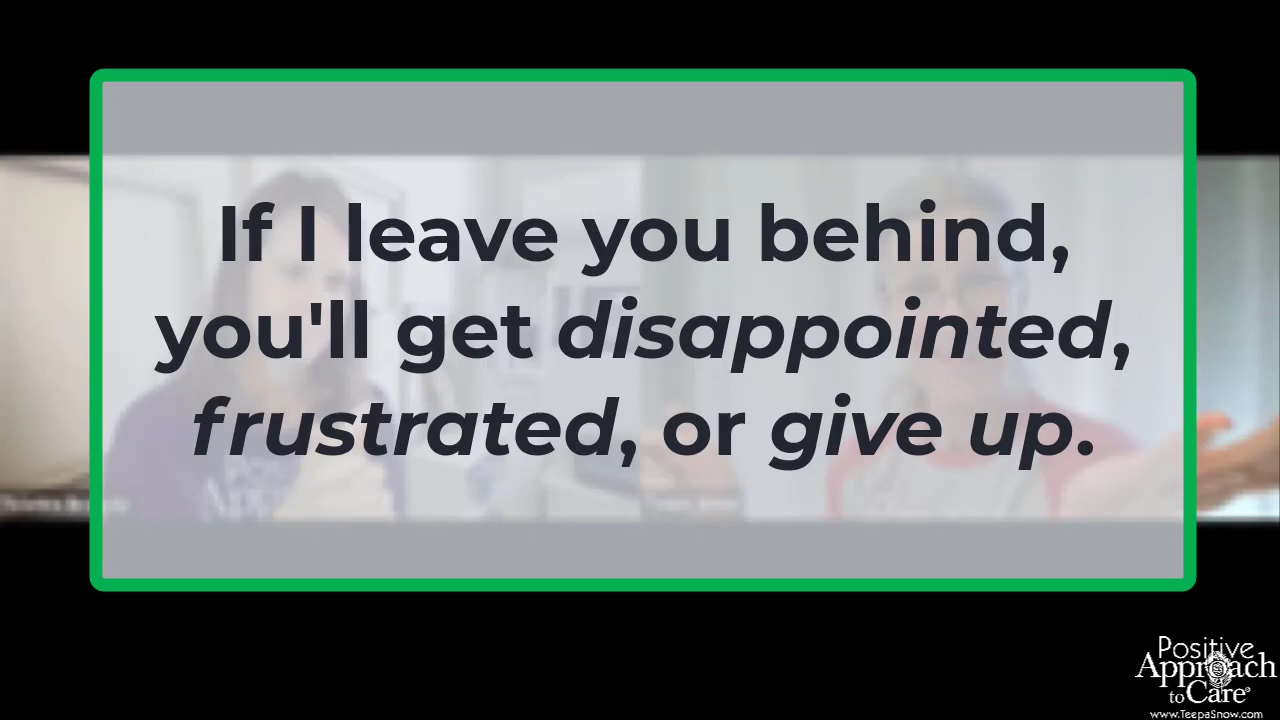 If I leave you behind,
you'll get disappointed,
frustrated, or give up.
Positive
Approach
to Care®
www.TeepaSnow.com